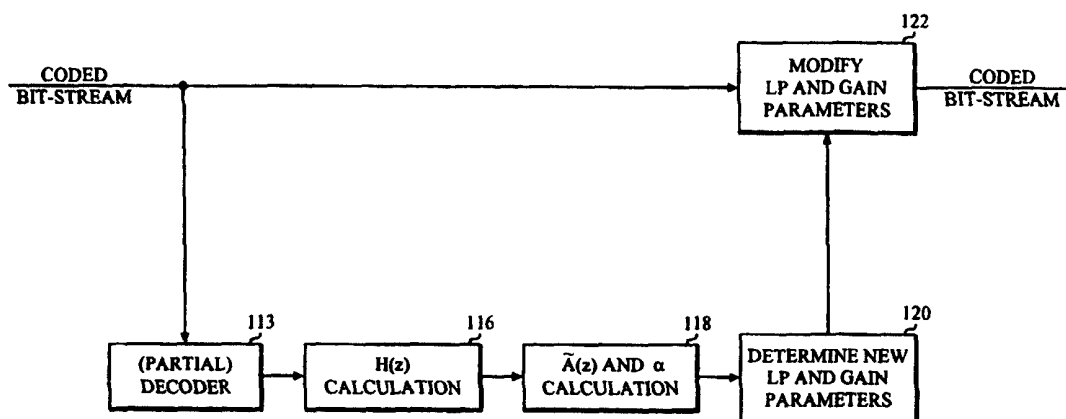 122
CODED
BIT-STREAM
MODIFY
LP AND GAIN
PARAMETERS
CODED
BIT-STREAM
113
(PARTIAL)
DECODER
116
H(z)
CALCULATION
118
Ã(z) AND α
CALCULATION
120
DETERMINE NEW
LP AND GAIN
PARAMETERS